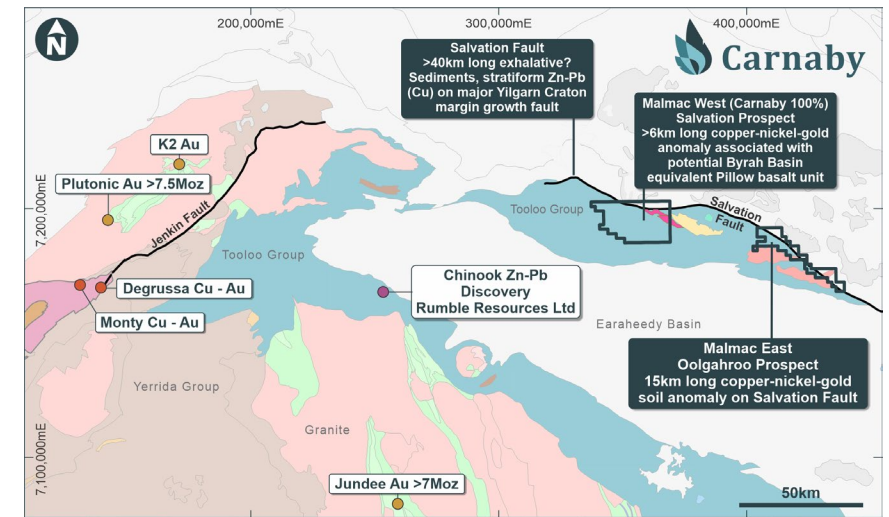 200,000mE
300,000mE
400,000mE
N
Salvation Fault
>40km long exhalative?
Sediments, stratiform Zn-Pb
(Cu) on major Yilgarn Craton
margin growth fault
Carnaby
Malmac West (Carnaby 100%)
Salvation Prospect
>6km long copper-nickel-gold
anomaly associated with
potential Byrah Basin
equivalent Pillow basalt unit
K2 Au
Plutonic Au >7.5Moz
7,200,000mE
Jenkin Fault
Tooloo Group
Tooloo Group
Salvation
Fault
Degrussa Cu - Au
Monty Cu - Au
Chinook Zn-Pb
Discovery
Rumble Resources Ltd
Earaheedy Basin
Malmac East
Oolgahroo Prospect
15km long copper-nickel-gold
soil anomaly on Salvation Fault
Yerrida Group
Granite
7,100,000mE
Jundee Au >7Moz
50km